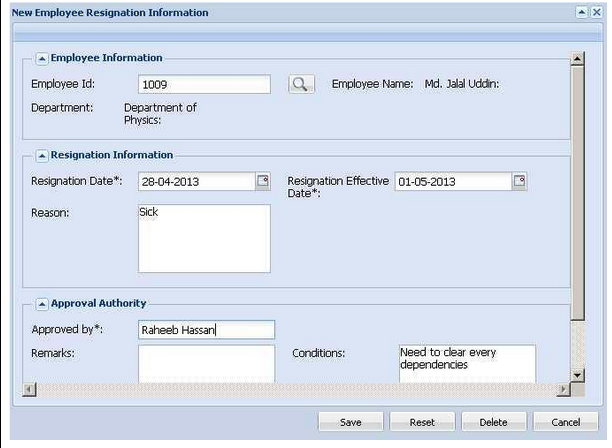 New Employee Resignation Information
Employee Information
Employee Id: 1009 Employee Name: Md. Jalal Uddin:
Department: Department of
Physics:
Resignation Information
Resignation Date*: 28-04-2013 Resignation Effective 01-05-2013
Date*:
Reason: Sick
Approval Authority
Approved by*: Raheeb Hassan
Remarks: Conditions: Need to clear every
dependencies
Save Reset Delete Cancel